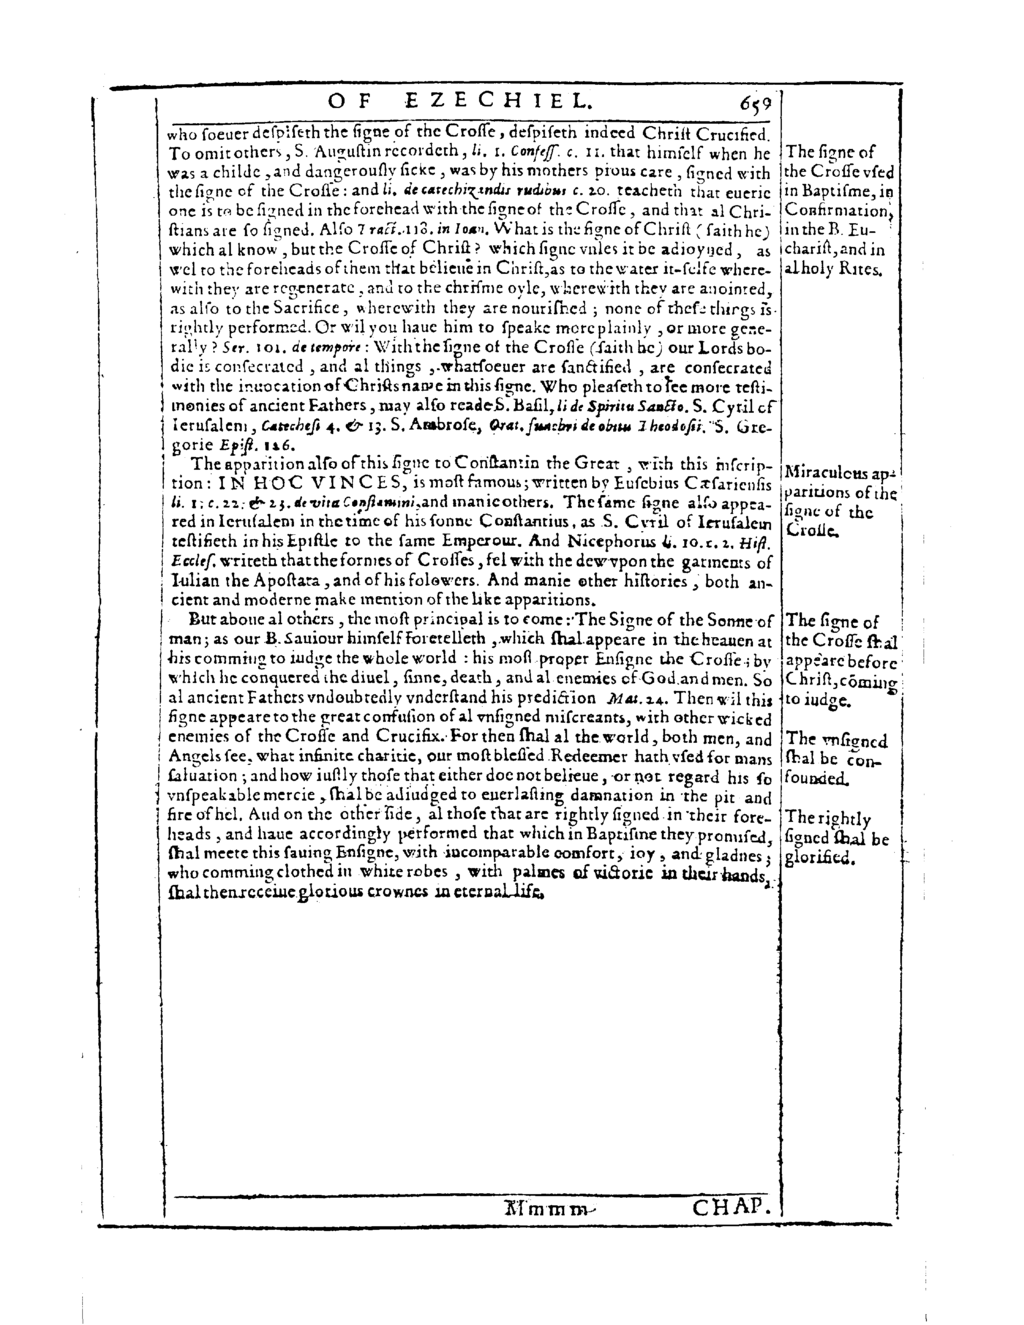 OF EZECHIEL. 659
who ſoeuer deſpiſeth the ſigne of the Croſſe, deſpiſeth indeed Chriſt Crucified.
To omit others, S. Auguſtin recordeth, li. 1. Confeſſ. c. 11. that himſelf when he
was a childe, and dangerouſly ſicke, was by his mothers pious care, ſigned with
the ſigne of the Croſſe: and li. de catechizandis rudibus c. 20. teacheth that euerie
one is to be ſigned in the forehead with the ſigne of the Croſſe, and that al Chri-
ſtians are ſo ſigned. Alſo Tract. 118. in Ioan. What is the ſigne of Chriſt (ſaith he)
which al know, but the Croſſe of Chriſt? which ſigne vnles it be adioyned, as
wel to the foreheads of them that belieue in Chriſt, as to the water it-ſelfe where-
with they are regenerate, and to the chriſme oyle, wherewith they are anointed,
as alſo to the Sacrifice, wherewith they are nouriſhed; none of theſe things is
rightly performed. Or wil you haue him to ſpeake more plainly, or more gene-
rally? Ser. 101. de tempore: With the ſigne of the Croſſe (ſaith he) our Lords bo-
die is conſecrated, and al things, whatſoeuer are ſanctified, are conſecrated
with the inuocation of Chriſts name in this ſigne. Who pleaſeth to ſee more teſti-
monies of ancient Fathers, may alſo reade S. Baſil, li de Spiritu Sancto. S. Cyril of
Ieruſalem, Catecheſi 4. & 13. S. Ambroſe, Orat. funebri de obitu Theodoſii. S. Gre-
gorie Epiſt. 126.
The apparition alſo of this ſigne to Conſtantin the Great, with this inſcrip-
tion: IN HOC VINCES, is moſt famous; written by Euſebius Cæſarienſis
li. 1. c. 22. & 23. de vita Conſtantini, and manie others. The ſame ſigne alſo appea-
red in Ieruſalem in the time of his ſonne Conſtantius, as S. Cyril of Ieruſalem
teſtifieth in his Epiſtle to the ſame Emperour. And Nicephorus li. 10. c. 2. Hiſt.
Eccleſ. writeth that the formes of Croſſes, fel with the dew vpon the garments of
Iulian the Apoſtata, and of his folowers. And manie other hiſtories, both an-
cient and moderne make mention of the like apparitions.
But aboue al others, the moſt principal is to come: The Signe of the Sonne of
man; as our B. Sauiour himſelf foretelleth, which ſhal appeare in the heauen at
his comming to iudge the whole world: his moſt proper Enſigne the Croſſe; by
which he conquered the diuel, ſinne, death, and al enemies of God and men. So
al ancient Fathers vndoubtedly vnderſtand his prediction Mat. 24. Then wil this
ſigne appeare to the great confuſion of al vnſigned miſcreants, with other wicked
enemies of the Croſſe and Crucifix. For then ſhal al the world, both men, and
Angels ſee, what infinite charitie, our moſt bleſſed Redeemer hath vſed for mans
ſaluation; and how iuſtly thoſe that either doe not belieue, or not regard his ſo
vnſpeakable mercie, ſhal be adiudged to euerlaſting damnation in the pit and
fire of hel. And on the other ſide, al thoſe that are rightly ſigned in their fore-
heads, and haue accordingly performed that which in Baptiſme they promiſed,
ſhal meete this ſauing Enſigne, with incomparable comfort, ioy, and gladnes;
who comming clothed in white robes, with palmes of victorie in their hands,
ſhal then receiue glorious crownes in eternal life.
The ſigne of
the Croſſe vſed
in Baptiſme, in
Confirmation,
in the B. Eu-
chariſt, and in
al holy Rites.
Miraculous ap-
paritions of the
ſigne of the
Croſſe.
The ſigne of
the Croſſe ſhal
appeare before
Chriſt, cōming
to iudge.
The vnſigned
ſhal be con-
founded.
The rightly
ſigned ſhal be
glorified.
Mmmm CHAP.